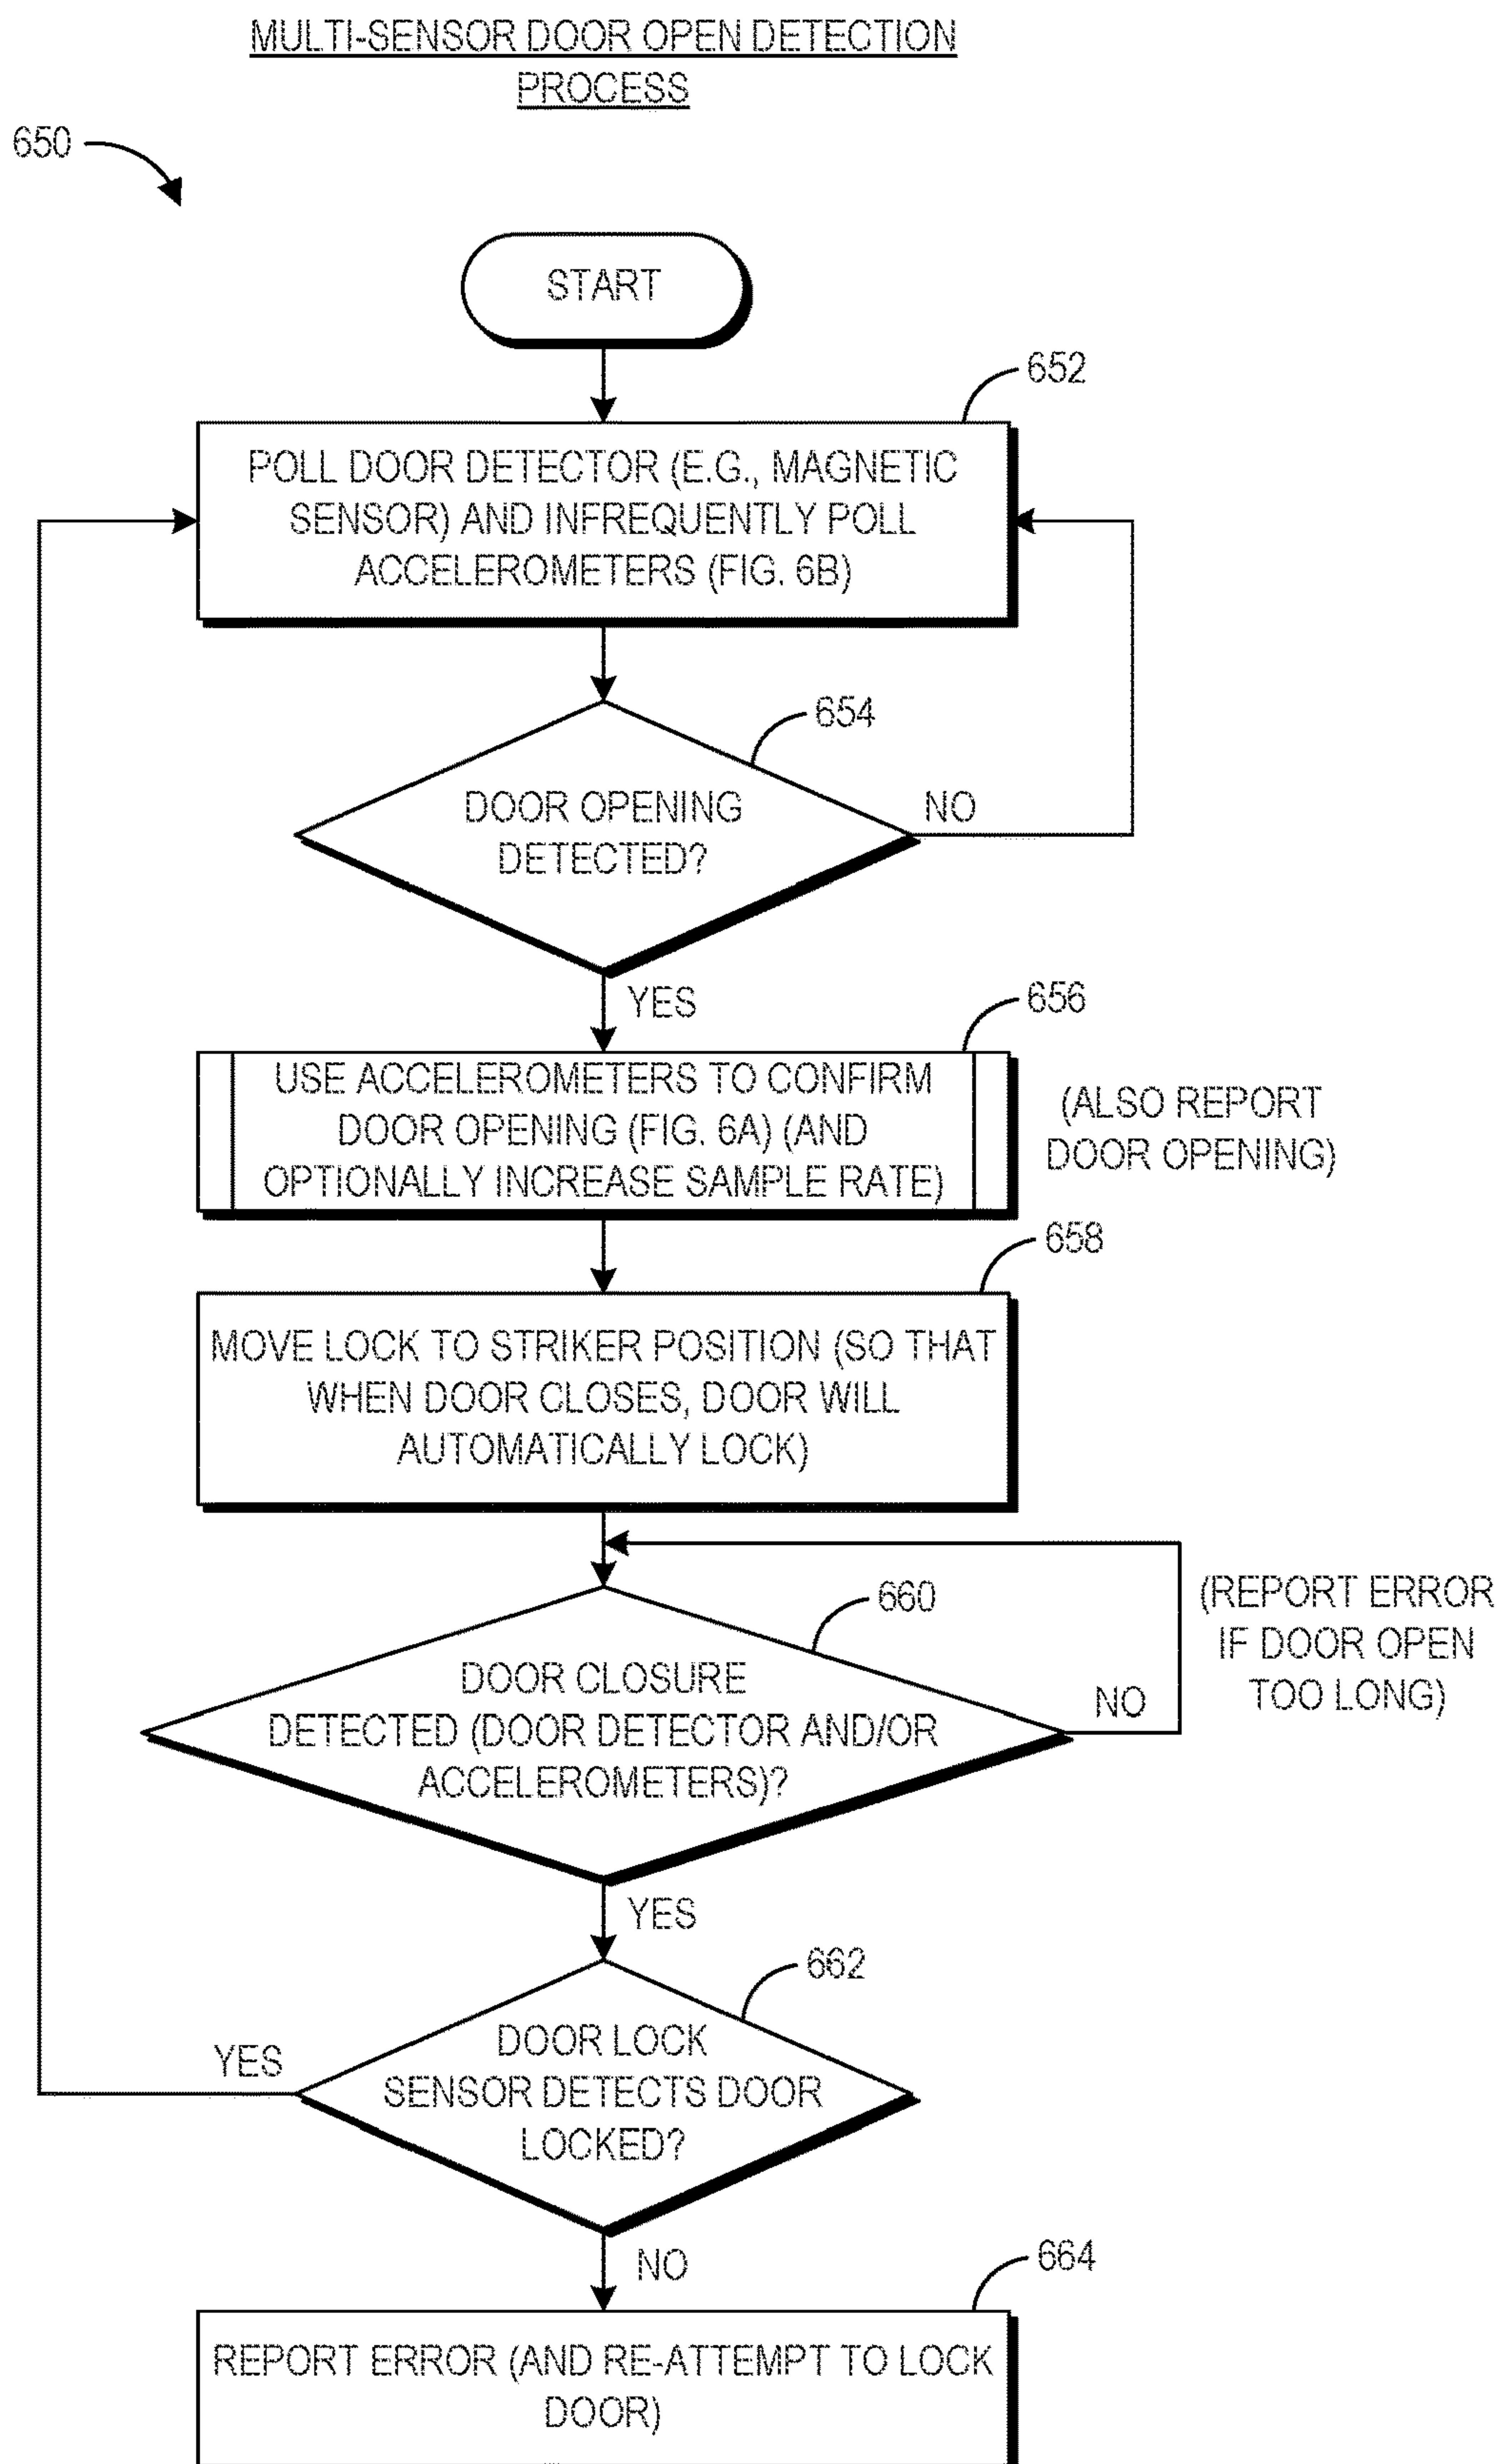 MULTI-SENSOR DOOR OPEN DETECTION
PROCESS
650
START
652
POLL DOOR DETECTOR (E.G., MAGNETIC
SENSOR) AND INFREQUENTLY POLL
ACCELEROMETERS (FIG. 6B)
654
DOOR OPENING
DETECTED?
NO
YES
656
USE ACCELEROMETERS TO CONFIRM
DOOR OPENING (FIG. 6A) (AND
OPTIONALLY INCREASE SAMPLE RATE)
(ALSO REPORT
DOOR OPENING)
658
MOVE LOCK TO STRIKER POSITION (SO THAT
WHEN DOOR CLOSES, DOOR WILL
AUTOMATICALLY LOCK)
660
DOOR CLOSURE
DETECTED (DOOR DETECTOR AND/OR
ACCELEROMETERS)?
NO
(REPORT ERROR
IF DOOR OPEN
TOO LONG)
YES
662
DOOR LOCK
SENSOR DETECTS DOOR
LOCKED?
YES
NO
664
REPORT ERROR (AND RE-ATTEMPT TO LOCK
DOOR)